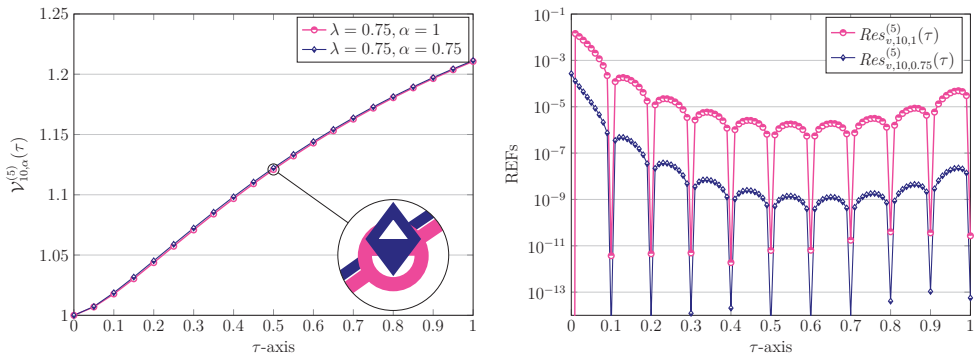 1.25
1.2
1.15
1.1
1.05
1
0 0.1 0.2 0.3 0.4 0.5 0.6 0.7 0.8 0.9 1
τ-axis
𝒱^{(5)}_{10,α}(τ)
λ = 0.75, α = 1
λ = 0.75, α = 0.75
10^{−1}
10^{−3}
10^{−5}
10^{−7}
10^{−9}
10^{−11}
10^{−13}
0 0.1 0.2 0.3 0.4 0.5 0.6 0.7 0.8 0.9 1
τ-axis
REFs
Res^{(5)}_{v,10,1}(τ)
Res^{(5)}_{v,10,0.75}(τ)